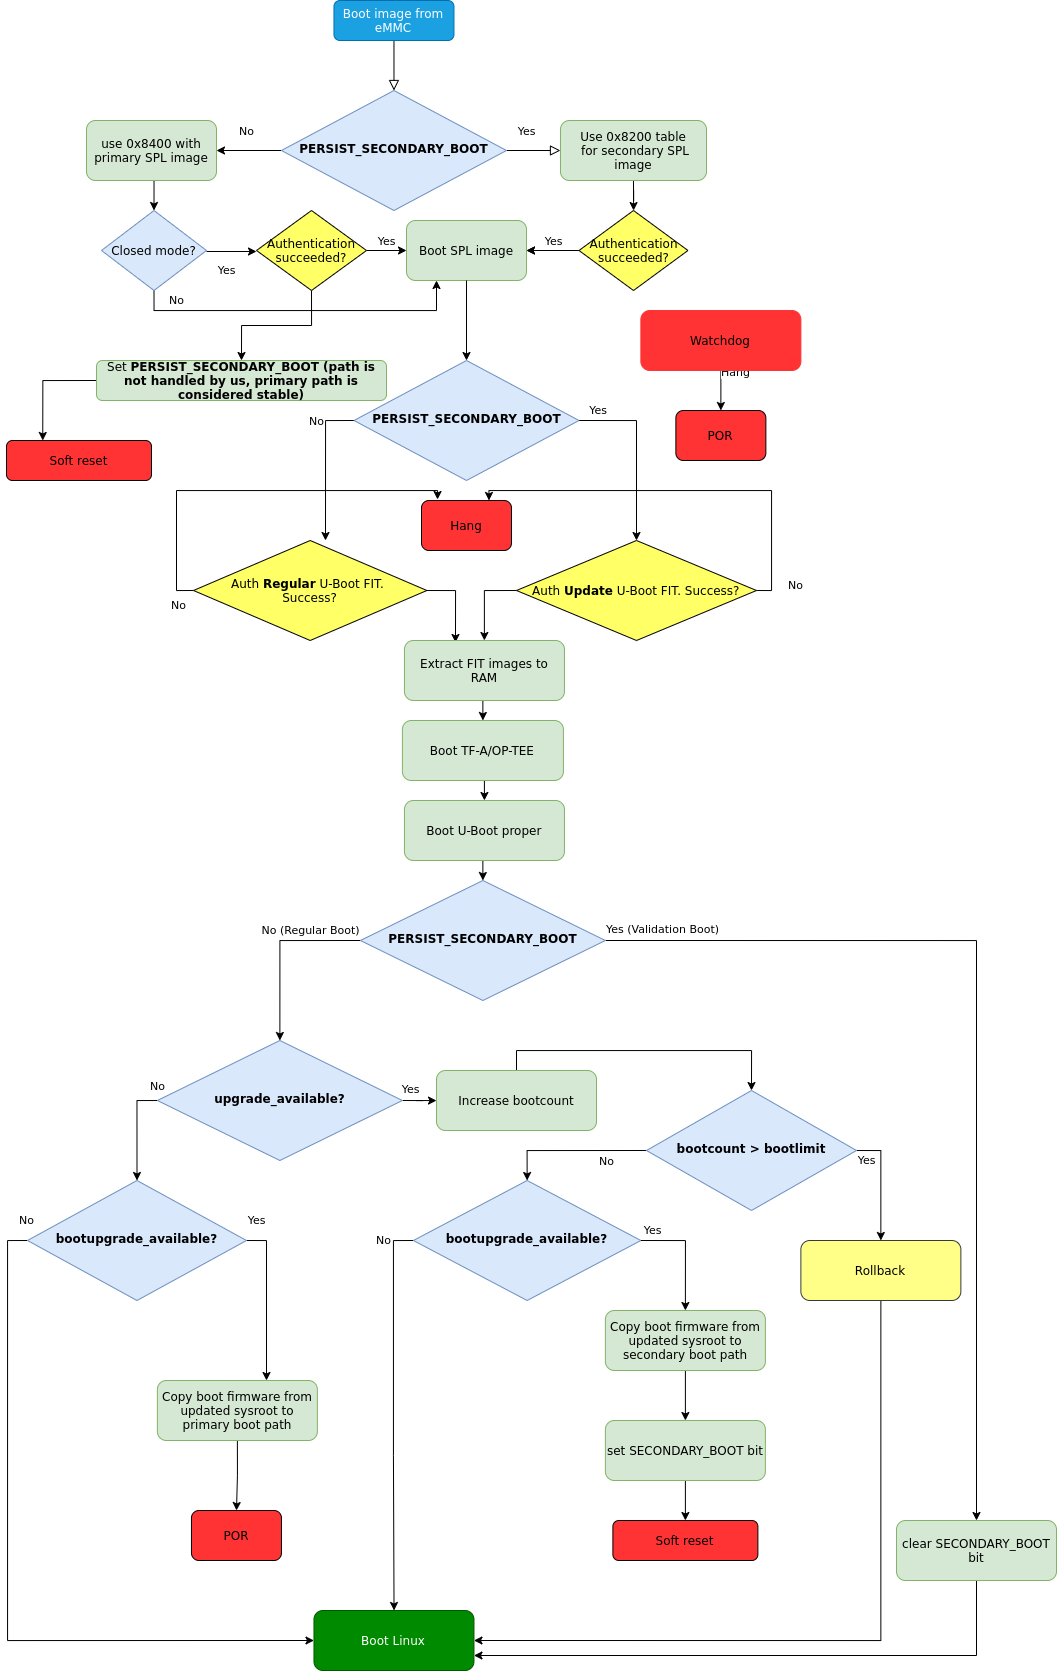 Boot image from
eMMC
No
PERSIST_SECONDARY_BOOT
Yes
use 0x8400 with
primary SPL image
Use 0x8200 table
for secondary SPL
image
Closed mode?
Yes
Authentication
succeeded?
Yes
Boot SPL image
Yes
Authentication
succeeded?
No
Set PERSIST_SECONDARY_BOOT (path is
not handled by us, primary path is
considered stable)
Watchdog
Hang
POR
Soft reset
No
PERSIST_SECONDARY_BOOT
Yes
Hang
Auth Regular U-Boot FIT.
Success?
No
Auth Update U-Boot FIT. Success?
No
Extract FIT images to
RAM
Boot TF-A/OP-TEE
Boot U-Boot proper
No (Regular Boot)
PERSIST_SECONDARY_BOOT
Yes (Validation Boot)
No
upgrade_available?
Yes
Increase bootcount
No
bootcount > bootlimit
Yes
No
bootupgrade_available?
Yes
No
bootupgrade_available?
Yes
Rollback
Copy boot firmware from
updated sysroot to
secondary boot path
Copy boot firmware from
updated sysroot to
primary boot path
set SECONDARY_BOOT bit
POR
Soft reset
clear SECONDARY_BOOT
bit
Boot Linux